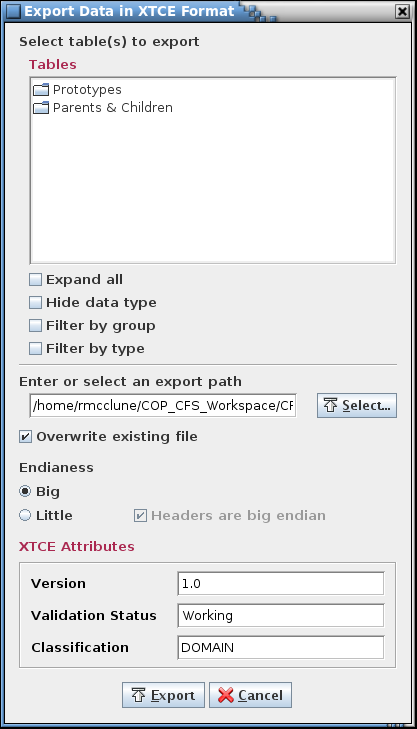 Export Data in XTCE Format
Select table(s) to export
Tables
Prototypes
Parents & Children
Expand all
Hide data type
Filter by group
Filter by type
Enter or select an export path
/home/rmcclune/COP_CFS_Workspace/CF
Select...
Overwrite existing file
Endianess
Big
Little
Headers are big endian
XTCE Attributes
Version
1.0
Validation Status
Working
Classification
DOMAIN
Export
Cancel